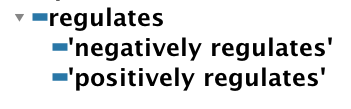 regulates
'negatively regulates'
'positively regulates'